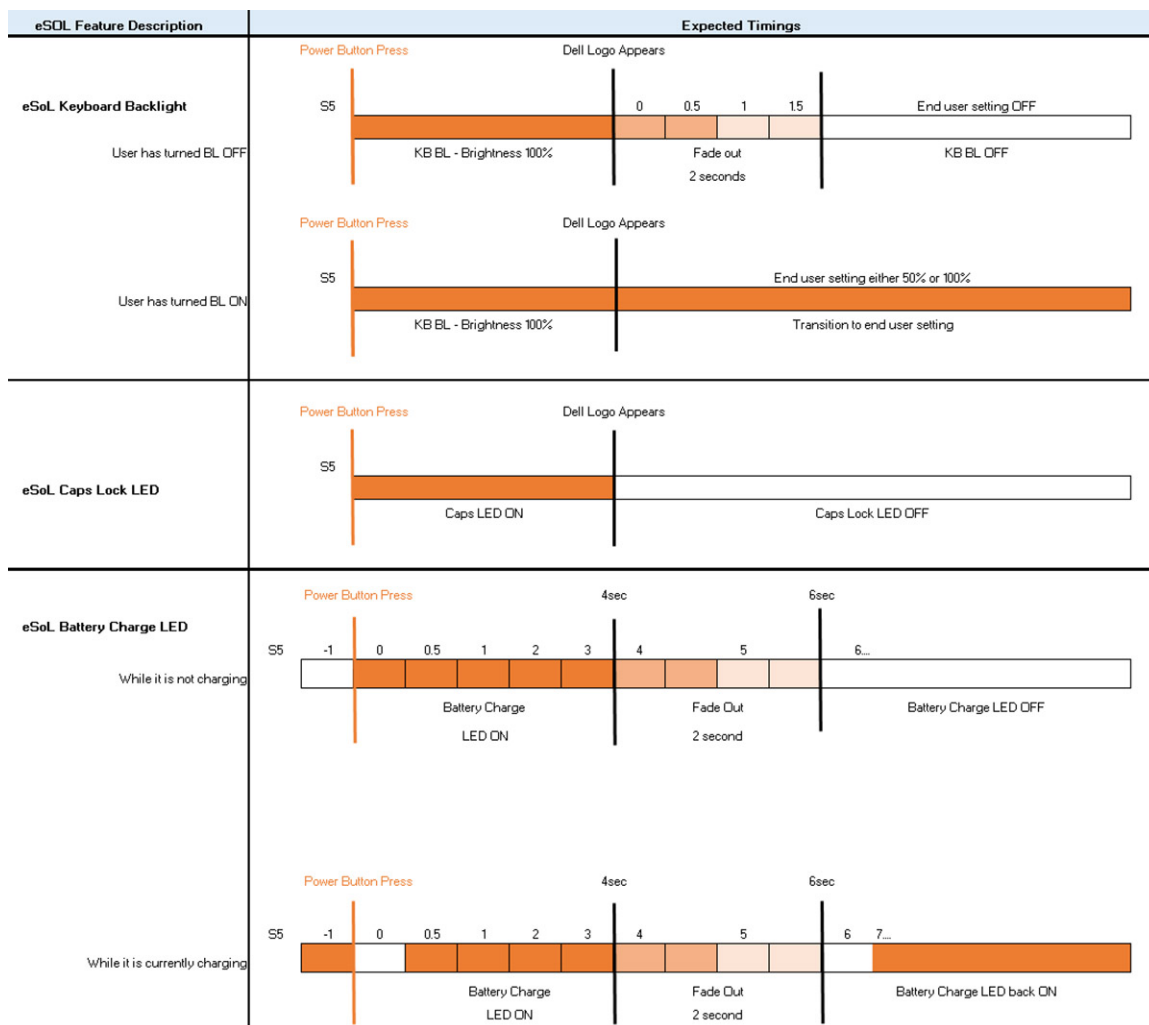 eSOL Feature Description Expected Timings
Power Button Press Dell Logo Appears
eSoL Keyboard Backlight S5 0 0.5 1 1.5 End user setting OFF
User has turned BL OFF KB BL - Brightness 100% Fade out KB BL OFF
2 seconds
Power Button Press Dell Logo Appears
S5 End user setting either 50% or 100%
User has turned BL ON
KB BL - Brightness 100% Transition to end user setting
Power Button Press Dell Logo Appears
S5
eSoL Caps Lock LED
Caps LED ON Caps Lock LED OFF
Power Button Press 4sec 6sec
eSoL Battery Charge LED
S5 -1 0 0.5 1 2 3 4 5 6...
While it is not charging
Battery Charge Fade Out Battery Charge LED OFF
LED ON 2 second
Power Button Press 4sec 6sec
S5 -1 0 0.5 1 2 3 4 5 6 7...
While it is currently charging
Battery Charge Fade Out Battery Charge LED back ON
LED ON 2 second